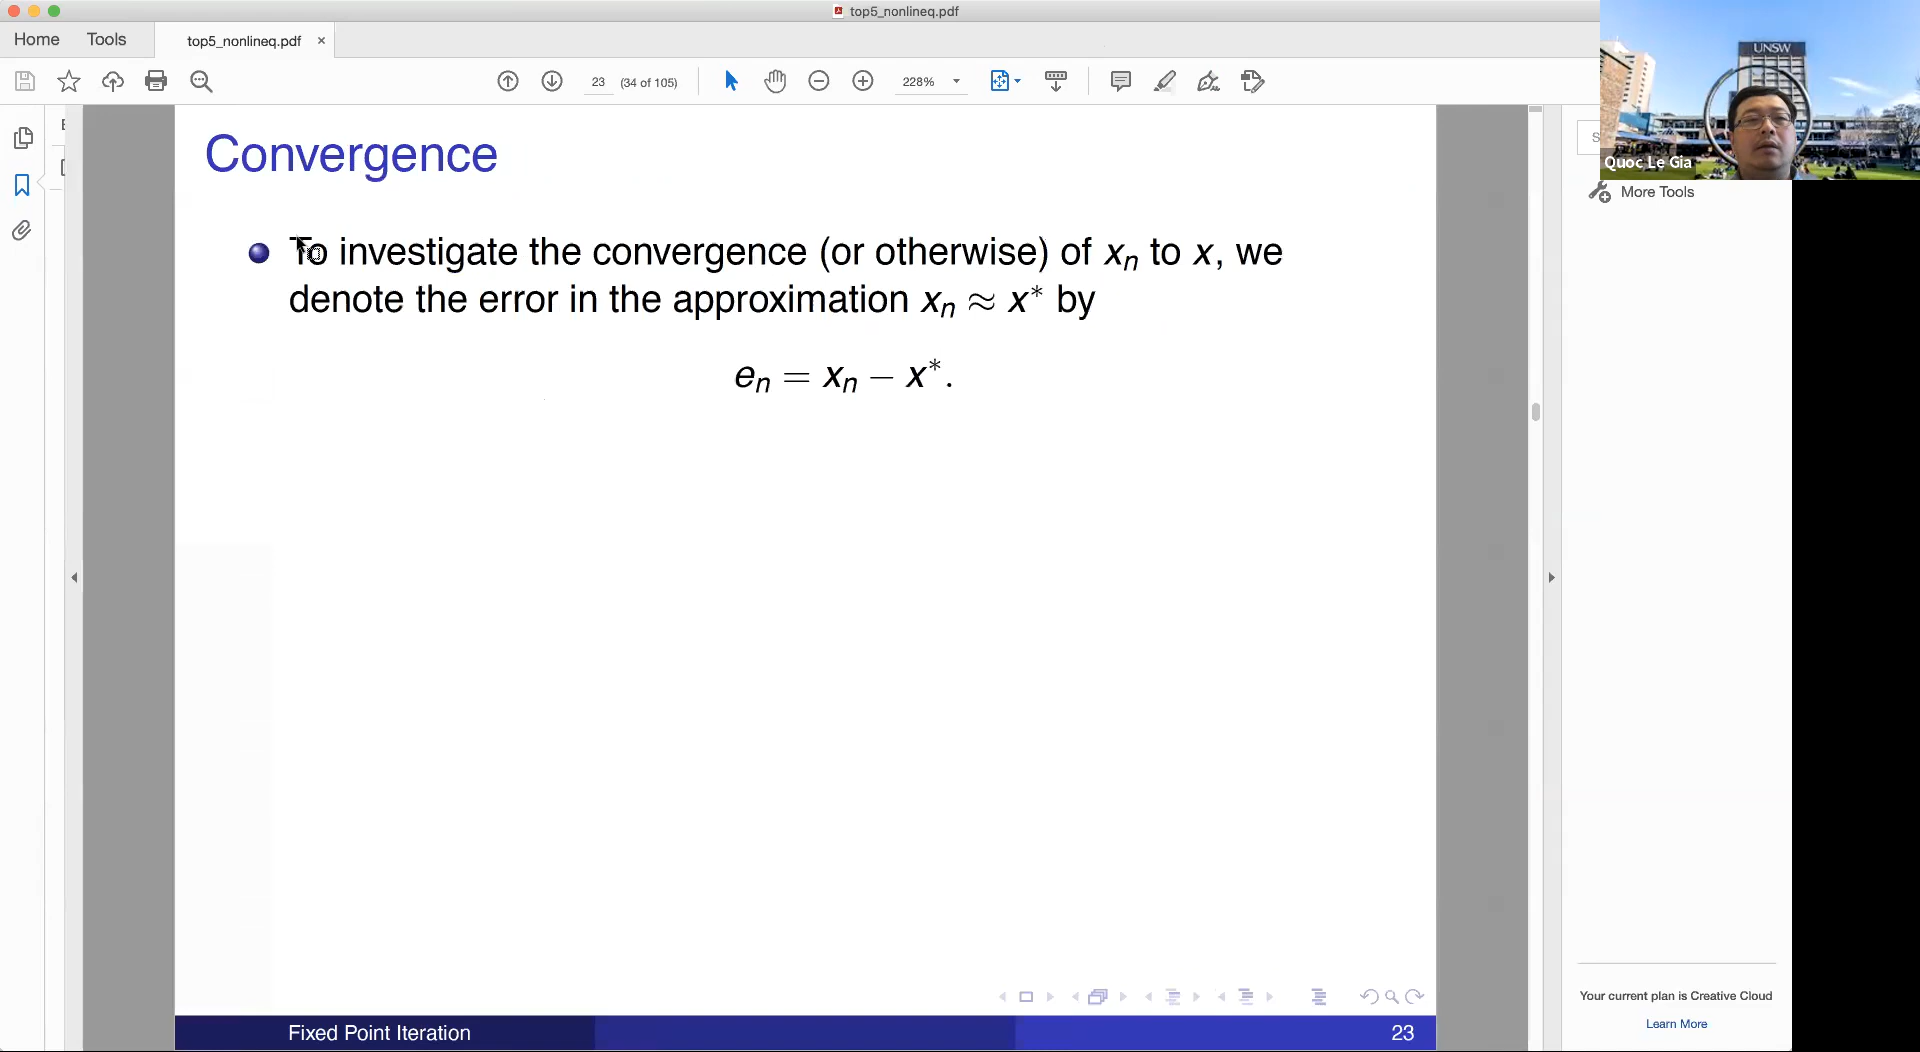 top5_nonlineq.pdf
Home Tools top5_nonlineq.pdf ×
23 (34 of 105) 228%
UNSW
Quoc Le Gia
More Tools
Convergence
To investigate the convergence (or otherwise) of xₙ to x, we
denote the error in the approximation xₙ ≈ x* by
eₙ = xₙ − x*.
Your current plan is Creative Cloud
Learn More
Fixed Point Iteration 23